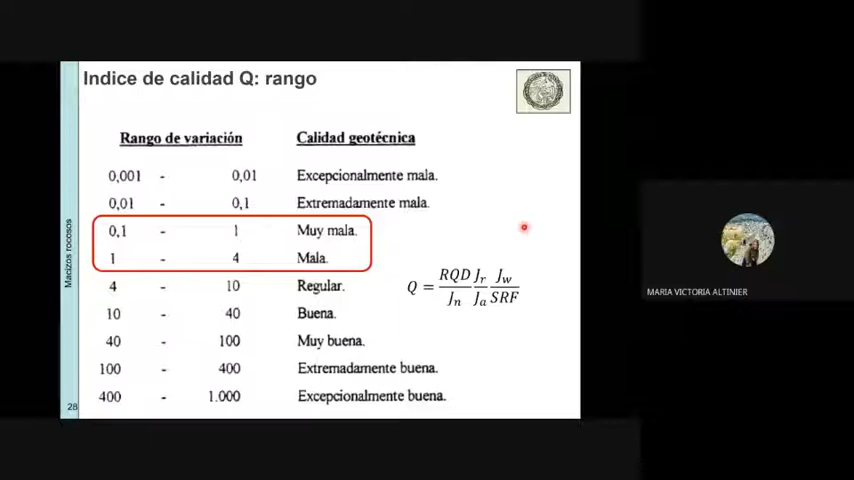 Indice de calidad Q: rango
Rango de variación Calidad geotécnica
0,001 - 0,01 Excepcionalmente mala.
0,01 - 0,1 Extremadamente mala.
0,1 - 1 Muy mala.
1 - 4 Mala.
4 - 10 Regular.
10 - 40 Buena.
40 - 100 Muy buena.
100 - 400 Extremadamente buena.
400 - 1.000 Excepcionalmente buena.
Q = RQD/Jn Jr/Ja Jw/SRF
Macizos rocosos
28
MARIA VICTORIA ALTINIER